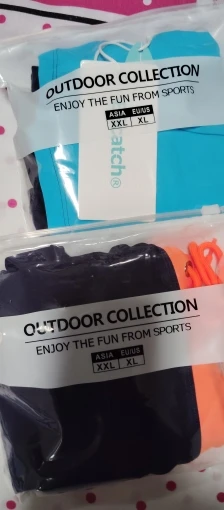 OUTDOOR COLLECTION
ENJOY THE FUN FROM SPORTS
ASIA EU/US
XXL XL
atch®
OUTDOOR COLLECTION
ENJOY THE FUN FROM SPORTS
ASIA EU/US
XXL XL